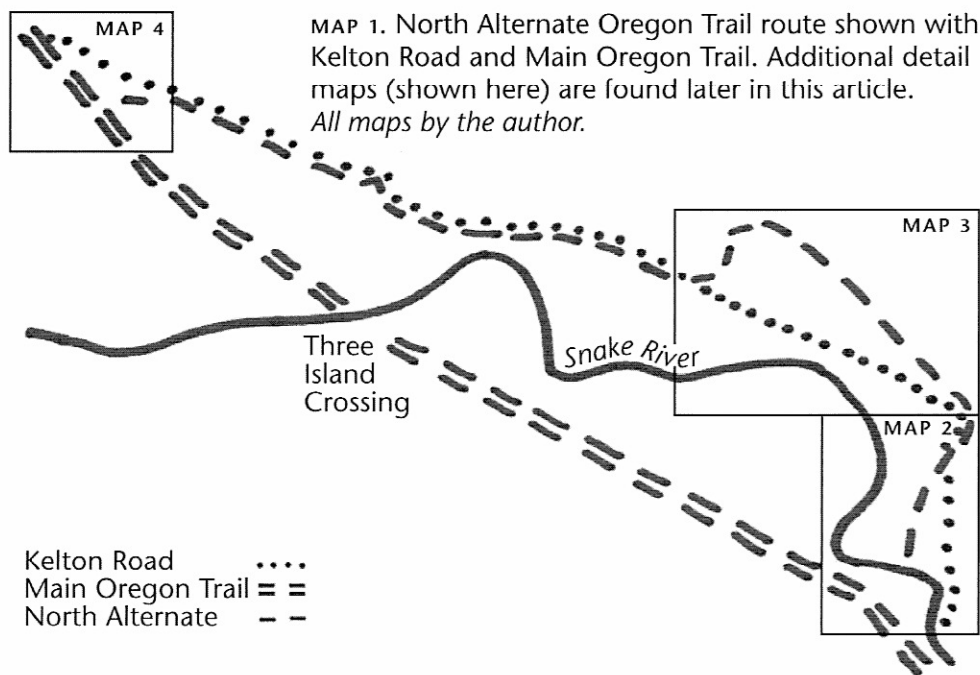 MAP 4
MAP 1. North Alternate Oregon Trail route shown with
Kelton Road and Main Oregon Trail. Additional detail
maps (shown here) are found later in this article.
All maps by the author.
MAP 3
Snake River
Three
Island
Crossing
MAP 2
Kelton Road
Main Oregon Trail
North Alternate